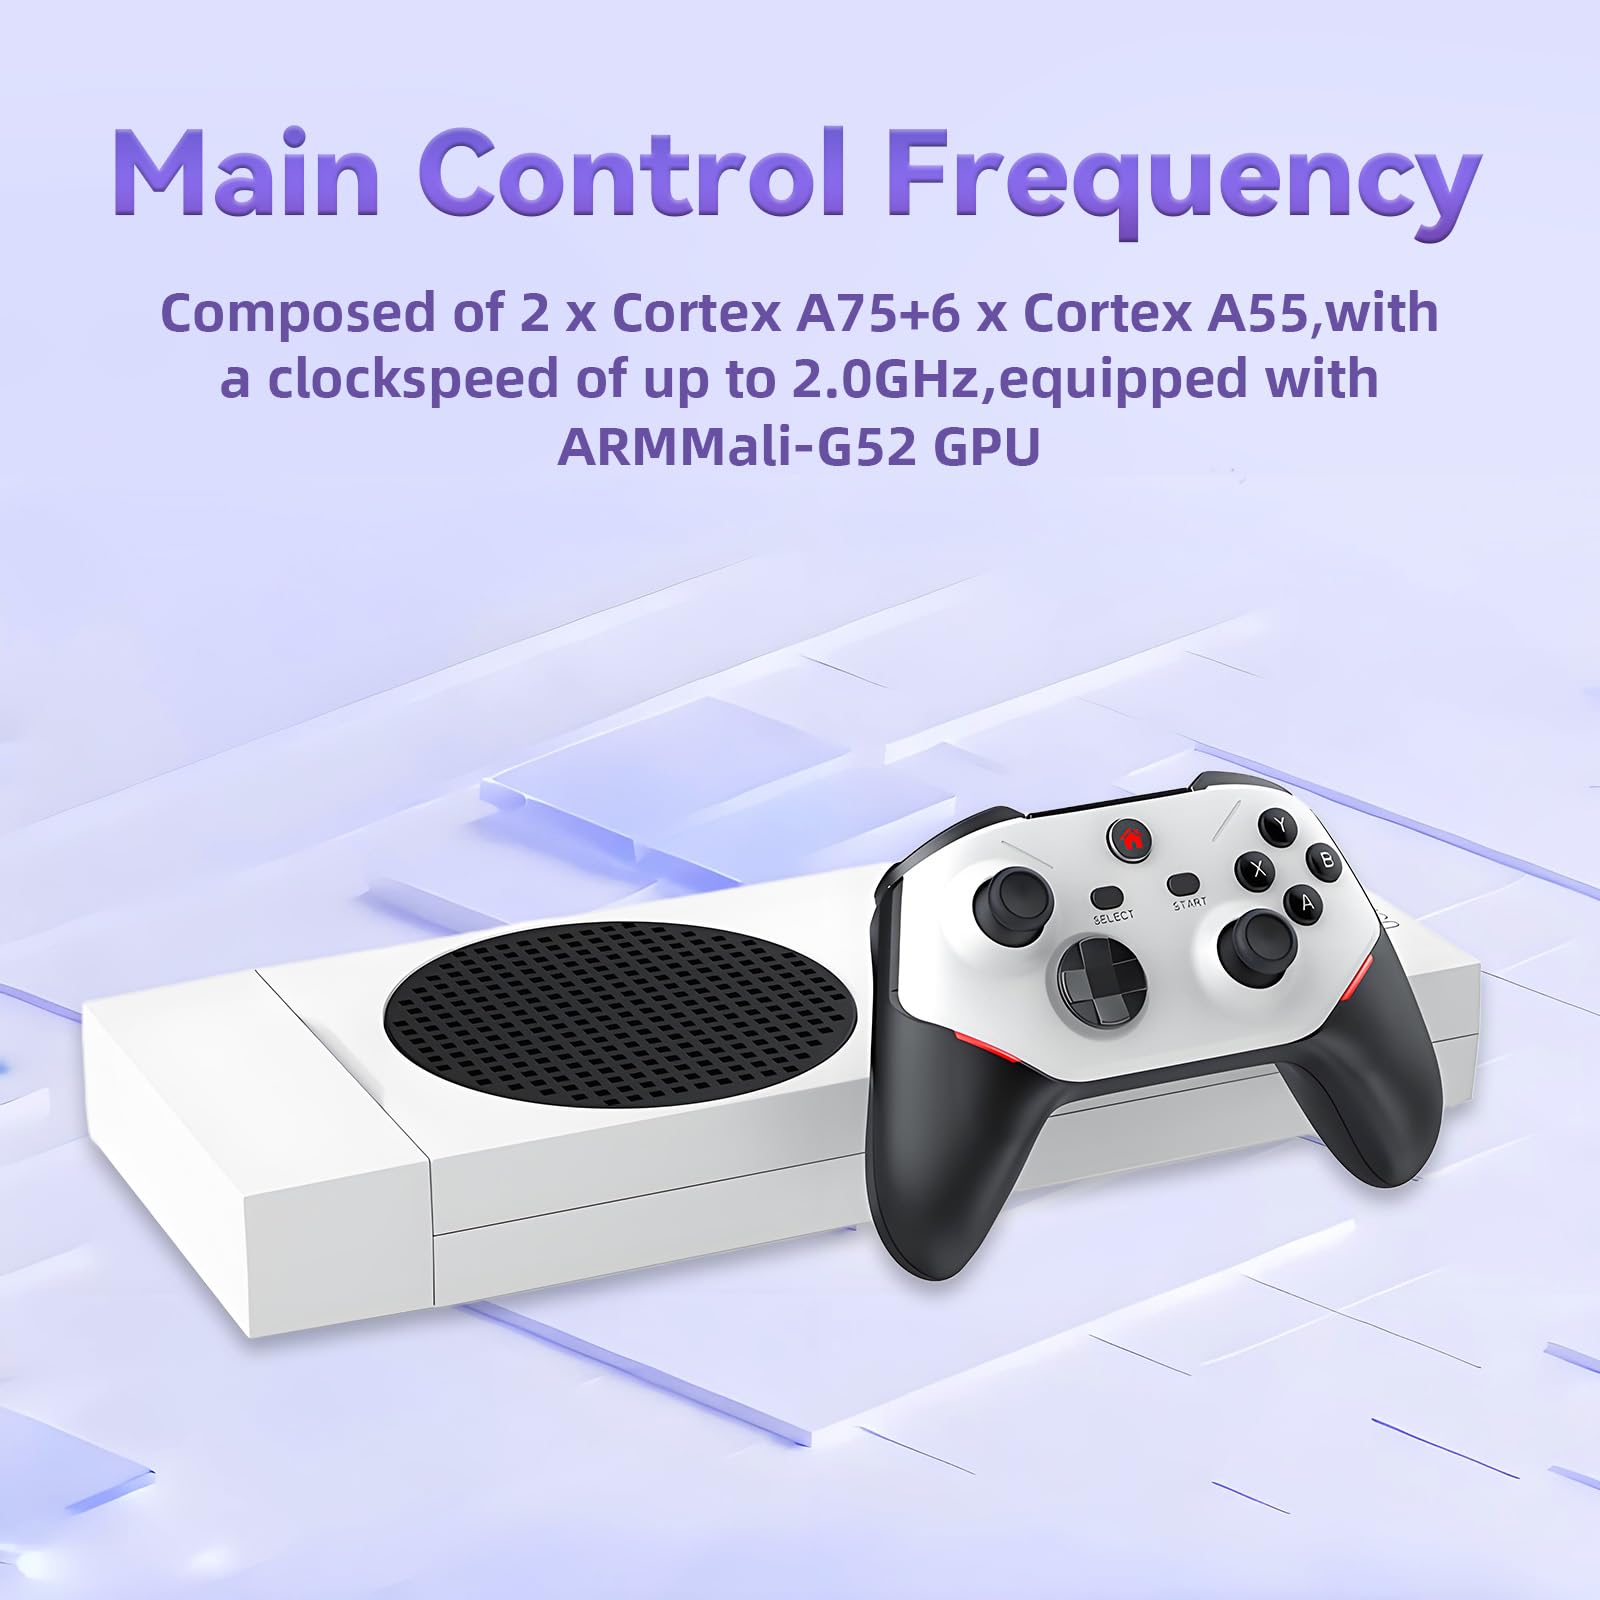 Main Control Frequency
Composed of 2 x Cortex A75+6 x Cortex A55,with
a clockspeed of up to 2.0GHz,equipped with
ARMMali-G52 GPU
Y
B
X
A
SELECT
START